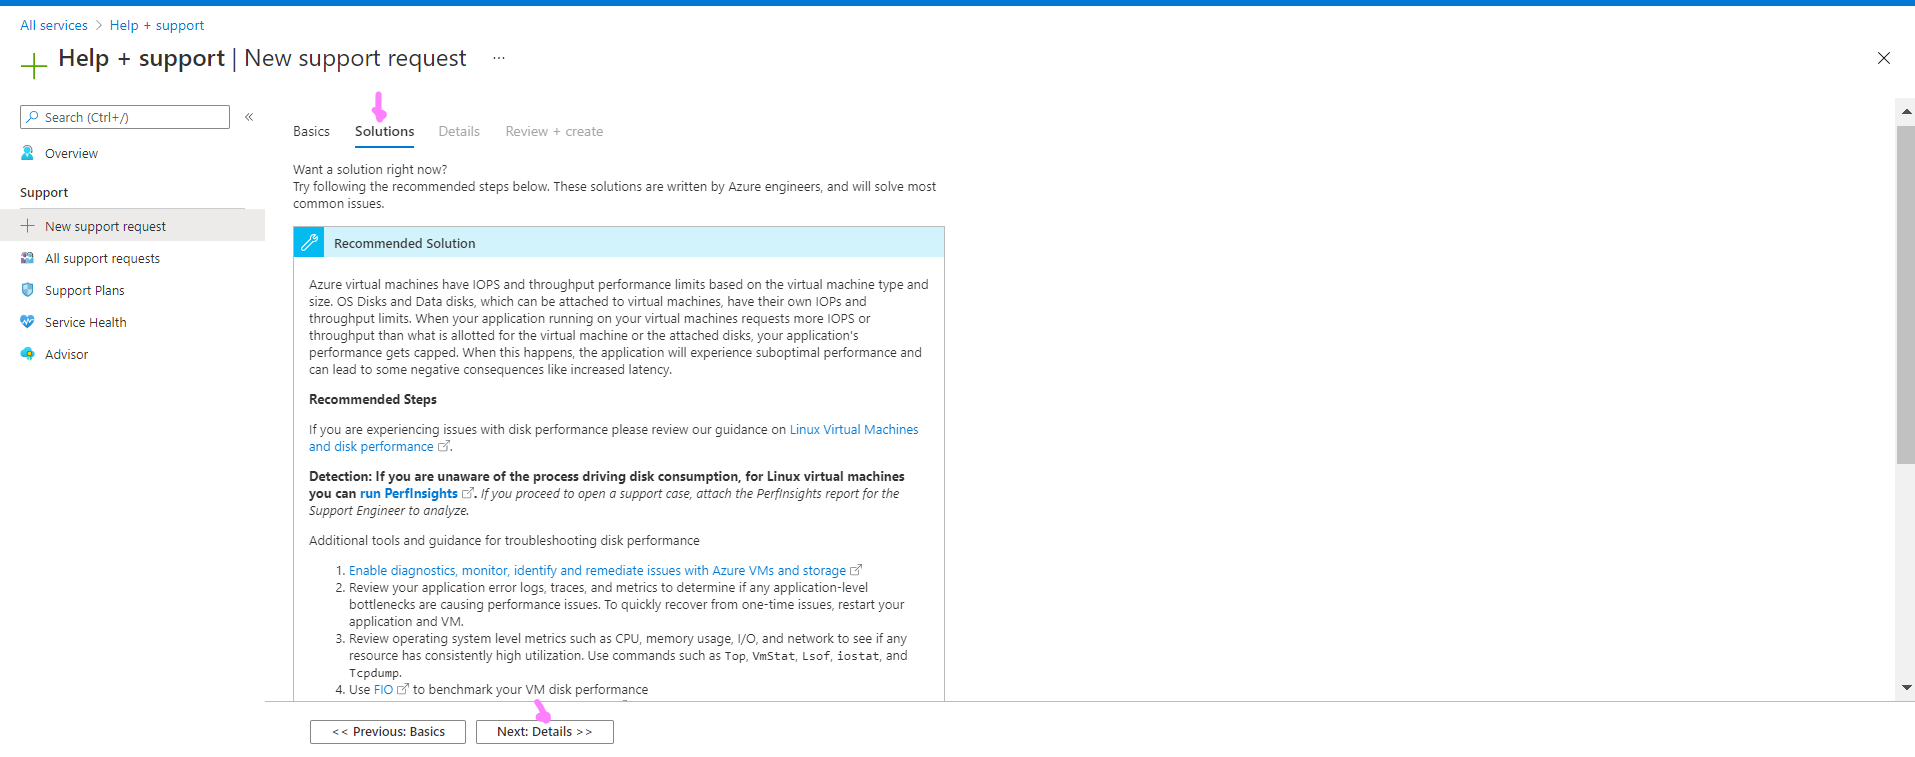 All services > Help + support
Help + support | New support request ...
Search (Ctrl+/) «
Overview
Support
New support request
All support requests
Support Plans
Service Health
Advisor
Basics Solutions Details Review + create
Want a solution right now?
Try following the recommended steps below. These solutions are written by Azure engineers, and will solve most
common issues.
Recommended Solution
Azure virtual machines have IOPS and throughput performance limits based on the virtual machine type and
size. OS Disks and Data disks, which can be attached to virtual machines, have their own IOPs and
throughput limits. When your application running on your virtual machines requests more IOPS or
throughput than what is allotted for the virtual machine or the attached disks, your application's
performance gets capped. When this happens, the application will experience suboptimal performance and
can lead to some negative consequences like increased latency.
Recommended Steps
If you are experiencing issues with disk performance please review our guidance on Linux Virtual Machines
and disk performance.
Detection: If you are unaware of the process driving disk consumption, for Linux virtual machines
you can run PerfInsights. If you proceed to open a support case, attach the PerfInsights report for the
Support Engineer to analyze.
Additional tools and guidance for troubleshooting disk performance
1. Enable diagnostics, monitor, identify and remediate issues with Azure VMs and storage
2. Review your application error logs, traces, and metrics to determine if any application-level
bottlenecks are causing performance issues. To quickly recover from one-time issues, restart your
application and VM.
3. Review operating system level metrics such as CPU, memory usage, I/O, and network to see if any
resource has consistently high utilization. Use commands such as Top, VmStat, Lsof, iostat, and
Tcpdump.
4. Use FIO to benchmark your VM disk performance
<< Previous: Basics Next: Details >>